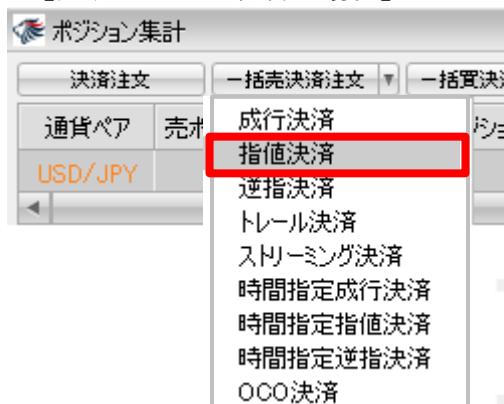 ポジション集計
決済注文 一括売決済注文 一括買決
通貨ペア 売ポ
USD/JPY
成行決済
指値決済
逆指決済
トレール決済
ストリーミング決済
時間指定成行決済
時間指定指値決済
時間指定逆指決済
OCO決済